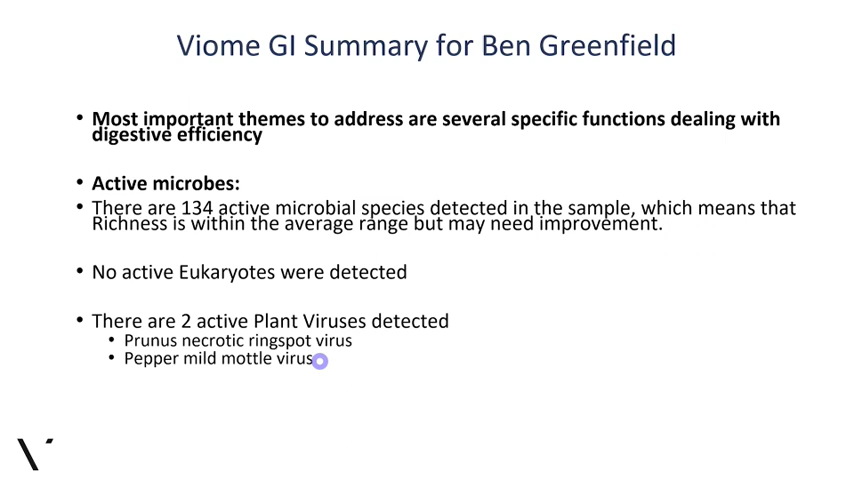 Viome GI Summary for Ben Greenfield
• Most important themes to address are several specific functions dealing with
digestive efficiency
• Active microbes:
• There are 134 active microbial species detected in the sample, which means that
Richness is within the average range but may need improvement.
• No active Eukaryotes were detected
• There are 2 active Plant Viruses detected
• Prunus necrotic ringspot virus
• Pepper mild mottle virus